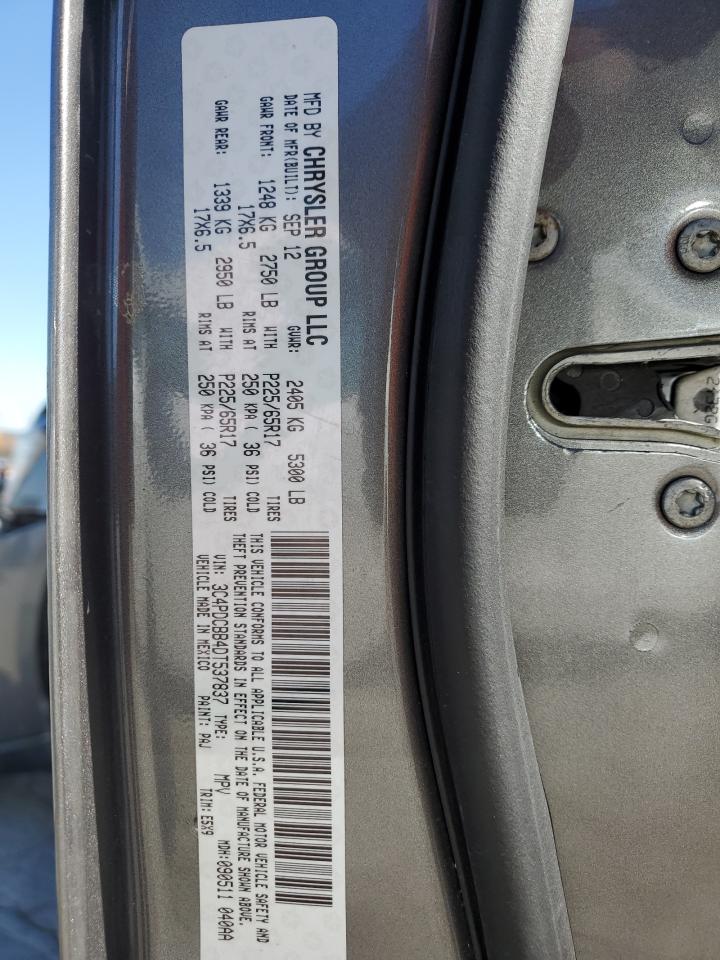 MFD BY CHRYSLER GROUP LLC
DATE OF MFR(BUILT): SEP 12 GVWR: 2405 KG 5300 LB
GAWR FRONT: 1248 KG 2750 LB WITH P225/65R17 TIRES
17X6.5 RIMS AT 250 KPA ( 36 PSI) COLD
GAWR REAR: 1339 KG 2950 LB WITH P225/65R17 TIRES
17X6.5 RIMS AT 250 KPA ( 36 PSI) COLD
THIS VEHICLE CONFORMS TO ALL APPLICABLE U.S.A. FEDERAL MOTOR VEHICLE SAFETY AND
THEFT PREVENTION STANDARDS IN EFFECT ON THE DATE OF MANUFACTURE SHOWN ABOVE.
VIN: 3C4PDCBB4DT537837 TYPE: MPV MDH:090511 040AA
VEHICLE MADE IN MEXICO PAINT: PAJ TRIM: E5X9